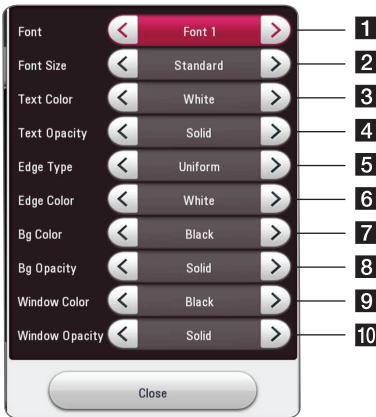 Font Font 1 1
Font Size Standard 2
Text Color White 3
Text Opacity Solid 4
Edge Type Uniform 5
Edge Color White 6
Bg Color Black 7
Bg Opacity Solid 8
Window Color Black 9
Window Opacity Solid 10
Close